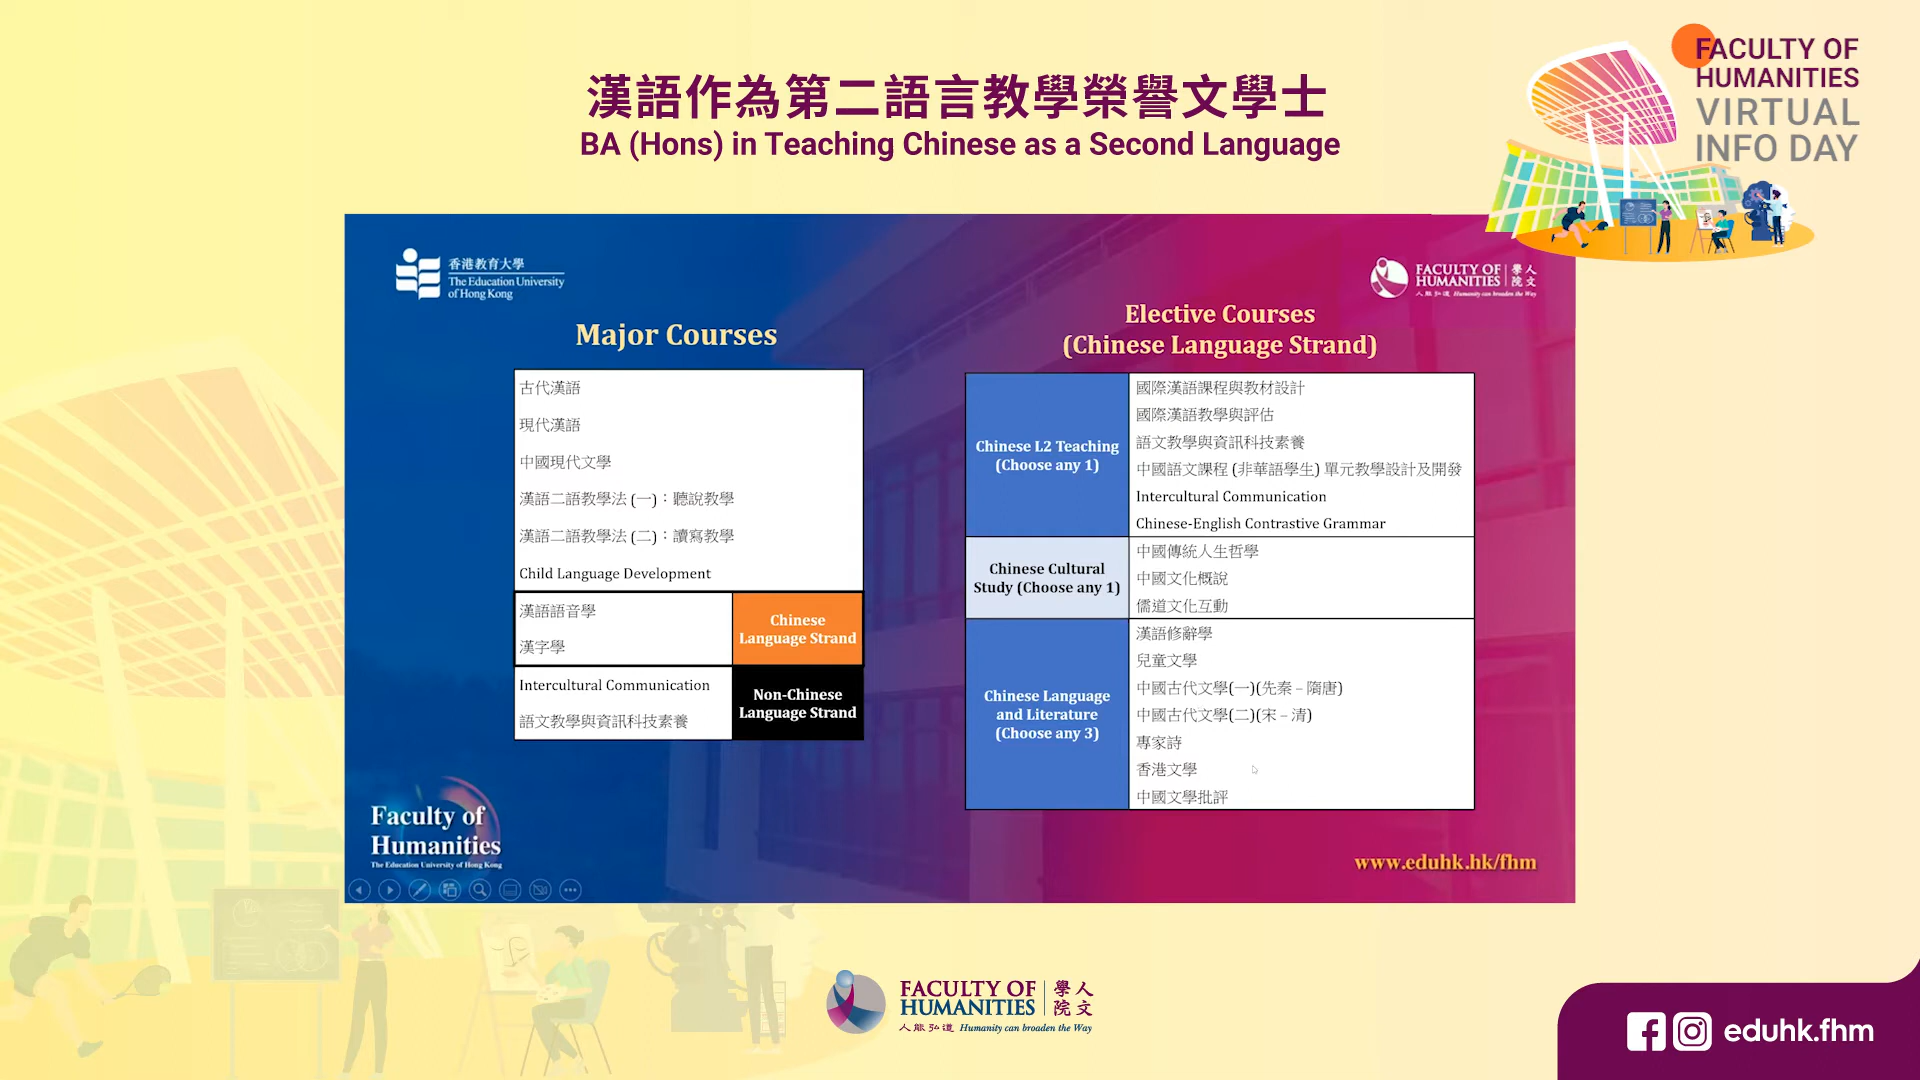 漢語作為第二語言教學榮譽文學士
BA (Hons) in Teaching Chinese as a Second Language
FACULTY OF
HUMANITIES
VIRTUAL
INFO DAY
香港教育大學
The Education University
of Hong Kong
FACULTY OF
HUMANITIES
學人
院文
人能弘道 Humanity can broaden the Way
Major Courses
古代漢語
現代漢語
中國現代文學
漢語二語教學法 (一)：聽說教學
漢語二語教學法 (二)：讀寫教學
Child Language Development
漢語語音學
漢字學
Chinese
Language Strand
Intercultural Communication
語文教學與資訊科技素養
Non-Chinese
Language Strand
Elective Courses
(Chinese Language Strand)
Chinese L2 Teaching
(Choose any 1)
國際漢語課程與教材設計
國際漢語教學與評估
語文教學與資訊科技素養
中國語文課程 (非華語學生) 單元教學設計及開發
Intercultural Communication
Chinese-English Contrastive Grammar
Chinese Cultural
Study (Choose any 1)
中國傳統人生哲學
中國文化概說
儒道文化互動
Chinese Language
and Literature
(Choose any 3)
漢語修辭學
兒童文學
中國古代文學(一)(先秦 – 隋唐)
中國古代文學(二)(宋 – 清)
專家詩
香港文學
中國文學批評
Faculty of
Humanities
The Education University of Hong Kong
www.eduhk.hk/fhm
FACULTY OF
HUMANITIES
學人
院文
人能弘道 Humanity can broaden the Way
eduhk.fhm